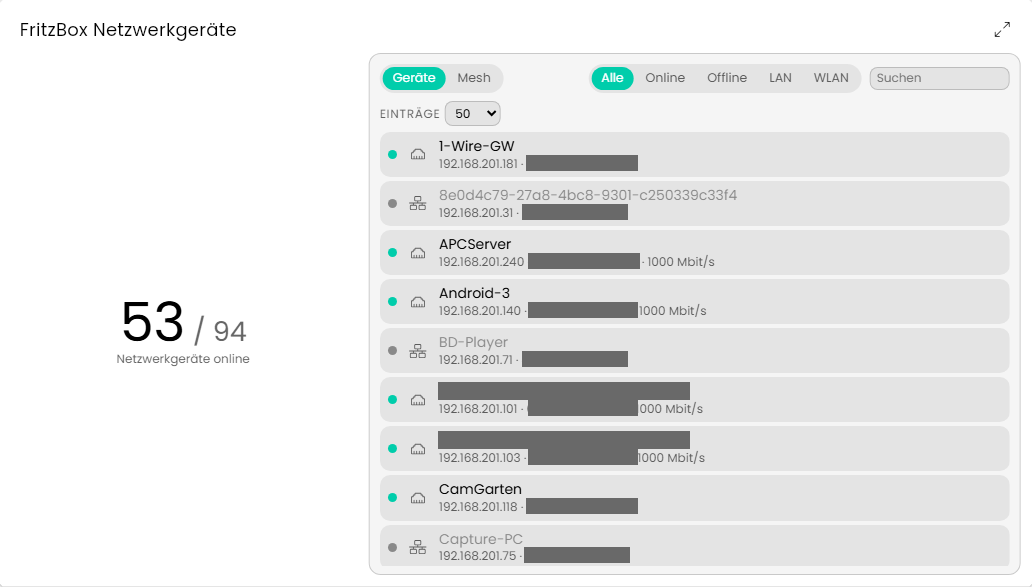 FritzBox Netzwerkgeräte
Geräte Mesh Alle Online Offline LAN WLAN Suchen
EINTRÄGE 50
1-Wire-GW
192.168.201.181 ·
8e0d4c79-27a8-4bc8-9301-c250339c33f4
192.168.201.31 ·
APCServer
192.168.201.240 · 1000 Mbit/s
Android-3
192.168.201.140 · 1000 Mbit/s
BD-Player
192.168.201.71 ·
192.168.201.101 · 000 Mbit/s
192.168.201.103 · 1000 Mbit/s
CamGarten
192.168.201.118 ·
Capture-PC
192.168.201.75 ·
53 / 94
Netzwerkgeräte online